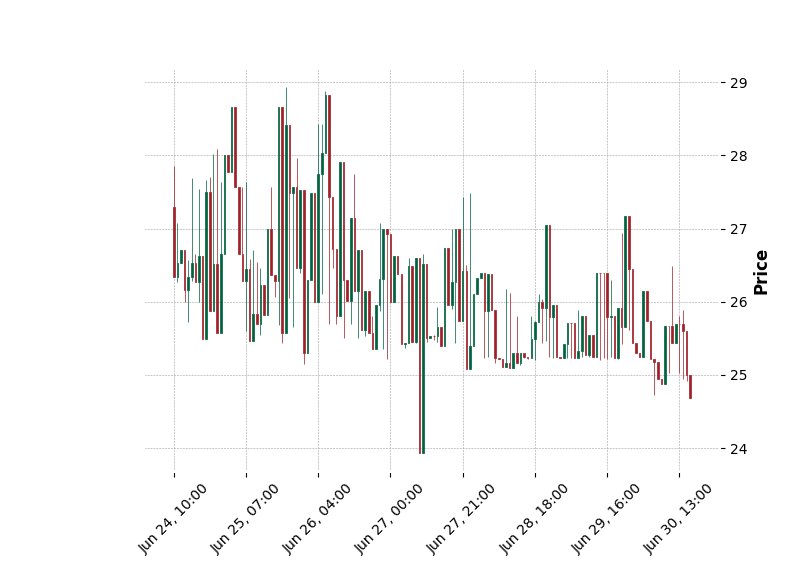 29
28
27
26
25
24
Price
Jun 24, 10:00
Jun 25, 07:00
Jun 26, 04:00
Jun 27, 00:00
Jun 27, 21:00
Jun 28, 18:00
Jun 29, 16:00
Jun 30, 13:00